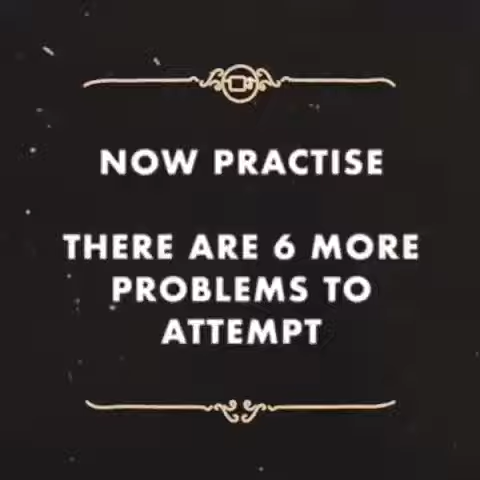 NOW PRACTISE
THERE ARE 6 MORE
PROBLEMS TO
ATTEMPT